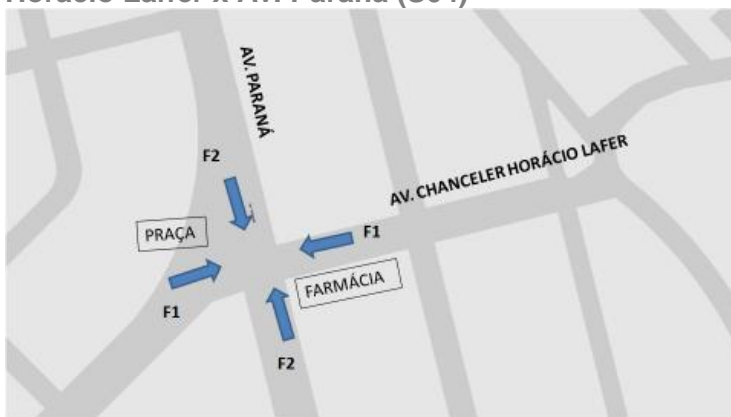 AV. PARANÁ
F2
AV. CHANCELER HORÁCIO LAFER
PRAÇA
F1
FARMÁCIA
F1
F2